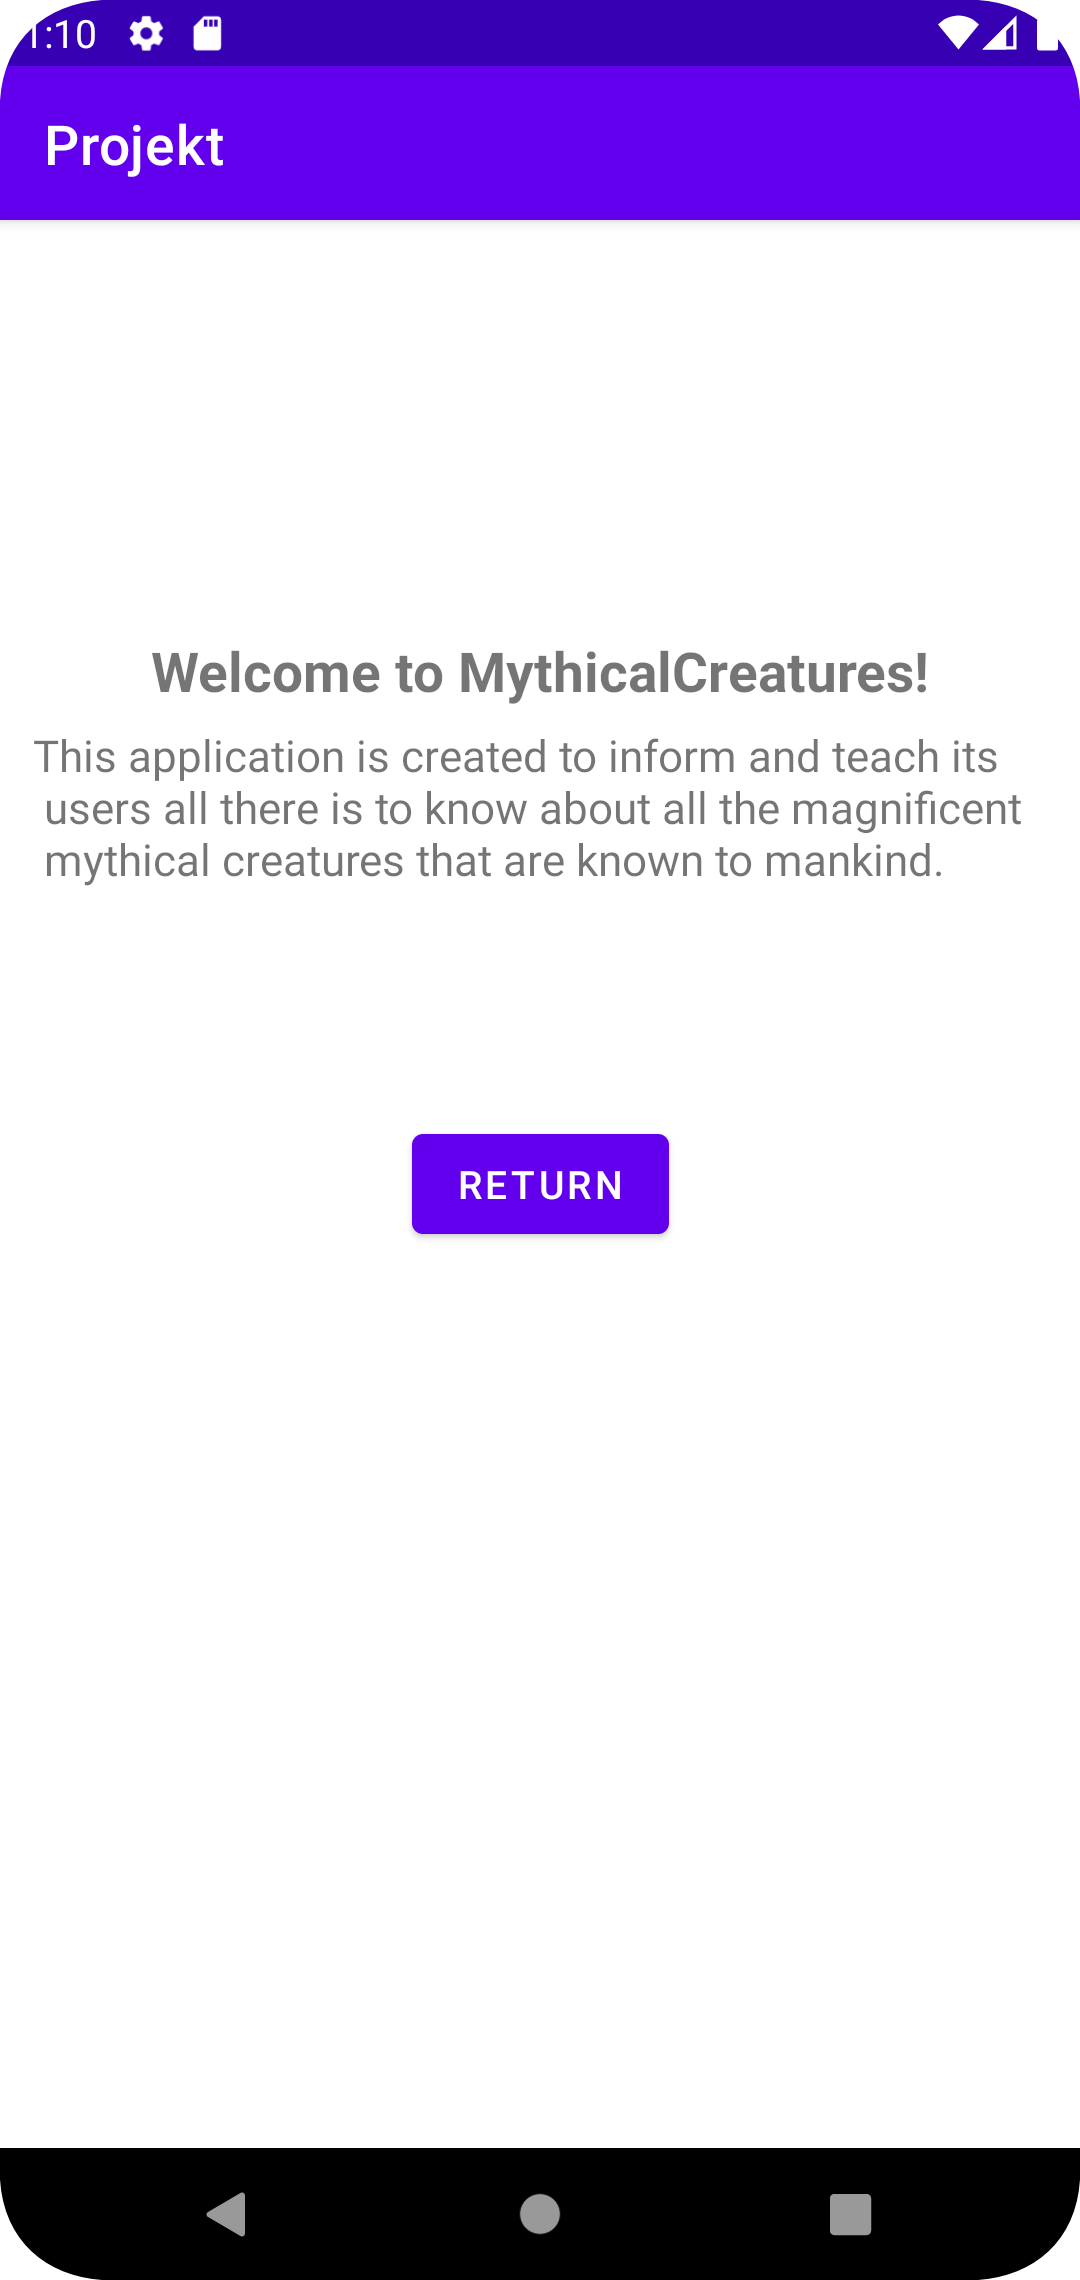 1:10
Projekt
Welcome to MythicalCreatures!
This application is created to inform and teach its
users all there is to know about all the magnificent
mythical creatures that are known to mankind.
RETURN